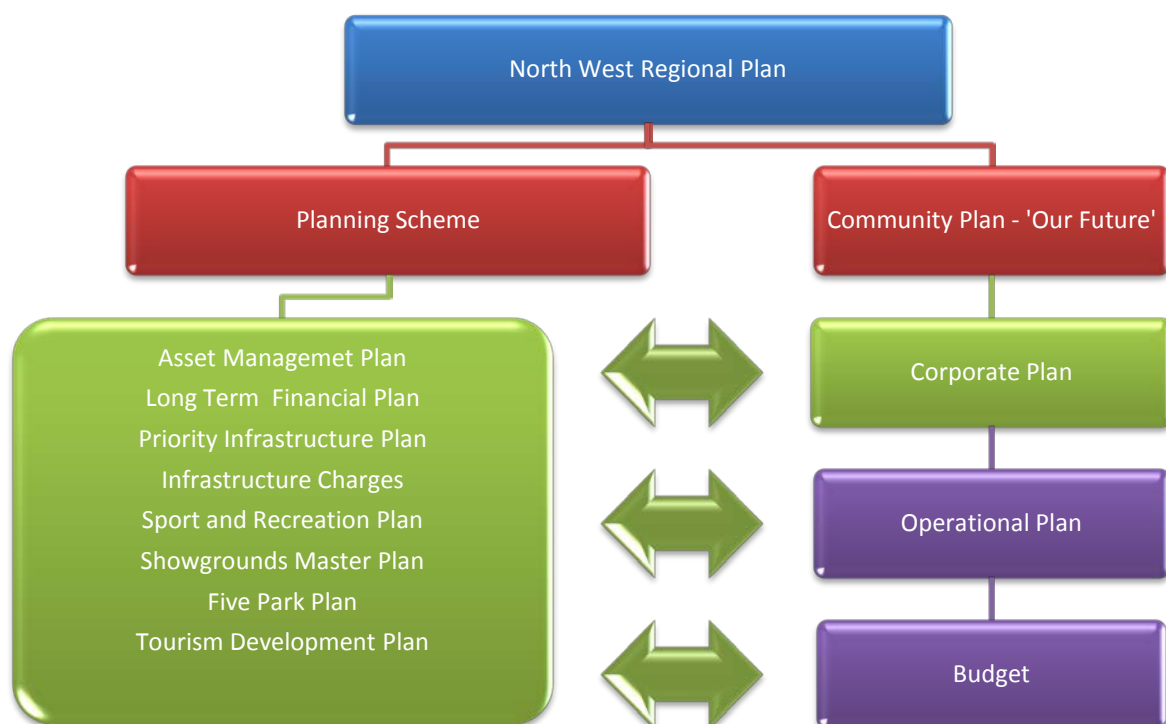 North West Regional Plan
Planning Scheme
Community Plan - 'Our Future'
Asset Managemet Plan
Long Term  Financial Plan
Priority Infrastructure Plan
Infrastructure Charges
Sport and Recreation Plan
Showgrounds Master Plan
Five Park Plan
Tourism Development Plan
Corporate Plan
Operational Plan
Budget